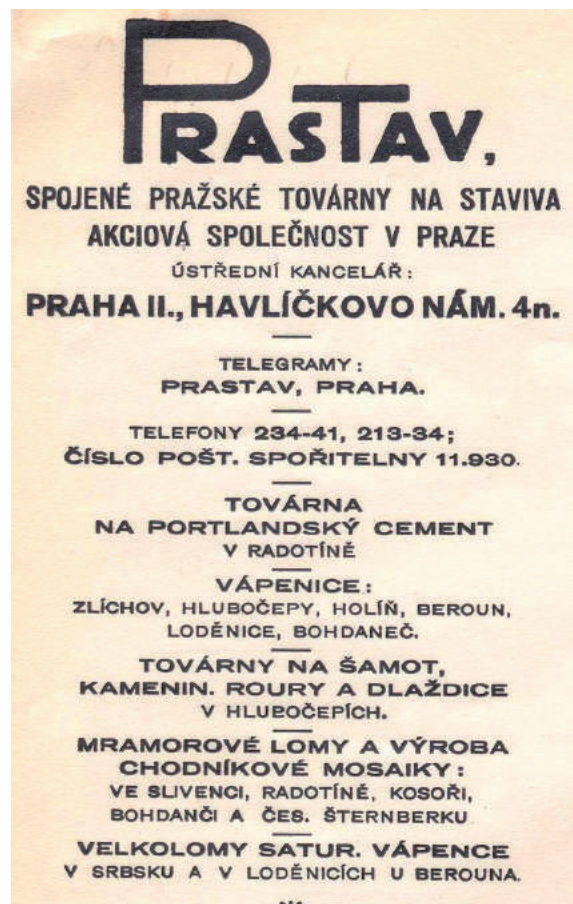 PRASTAV,
SPOJENÉ PRAŽSKÉ TOVÁRNY NA STAVIVA
AKCIOVÁ SPOLEČNOST V PRAZE
ÚSTŘEDNÍ KANCELÁŘ:
PRAHA II., HAVLÍČKOVO NÁM. 4n.
TELEGRAMY:
PRASTAV, PRAHA.
TELEFONY 234-41, 213-34;
ČÍSLO POŠT. SPOŘITELNY 11.930.
TOVÁRNA
NA PORTLANDSKÝ CEMENT
V RADOTÍNĚ
VÁPENICE:
ZLÍCHOV, HLUBOČEPY, HOLÍŇ, BEROUN,
LODĚNICE, BOHDANEČ.
TOVÁRNY NA ŠAMOT,
KAMENIN. ROURY A DLAŽDICE
V HLUBOČEPÍCH.
MRAMOROVÉ LOMY A VÝROBA
CHODNÍKOVÉ MOSAIKY:
VE SLIVENCI, RADOTÍNĚ, KOSOŘI,
BOHDANČI A ČES. ŠTERNBERKU
VELKOLOMY SATUR. VÁPENCE
V SRBSKU A V LODĚNICÍCH U BEROUNA.